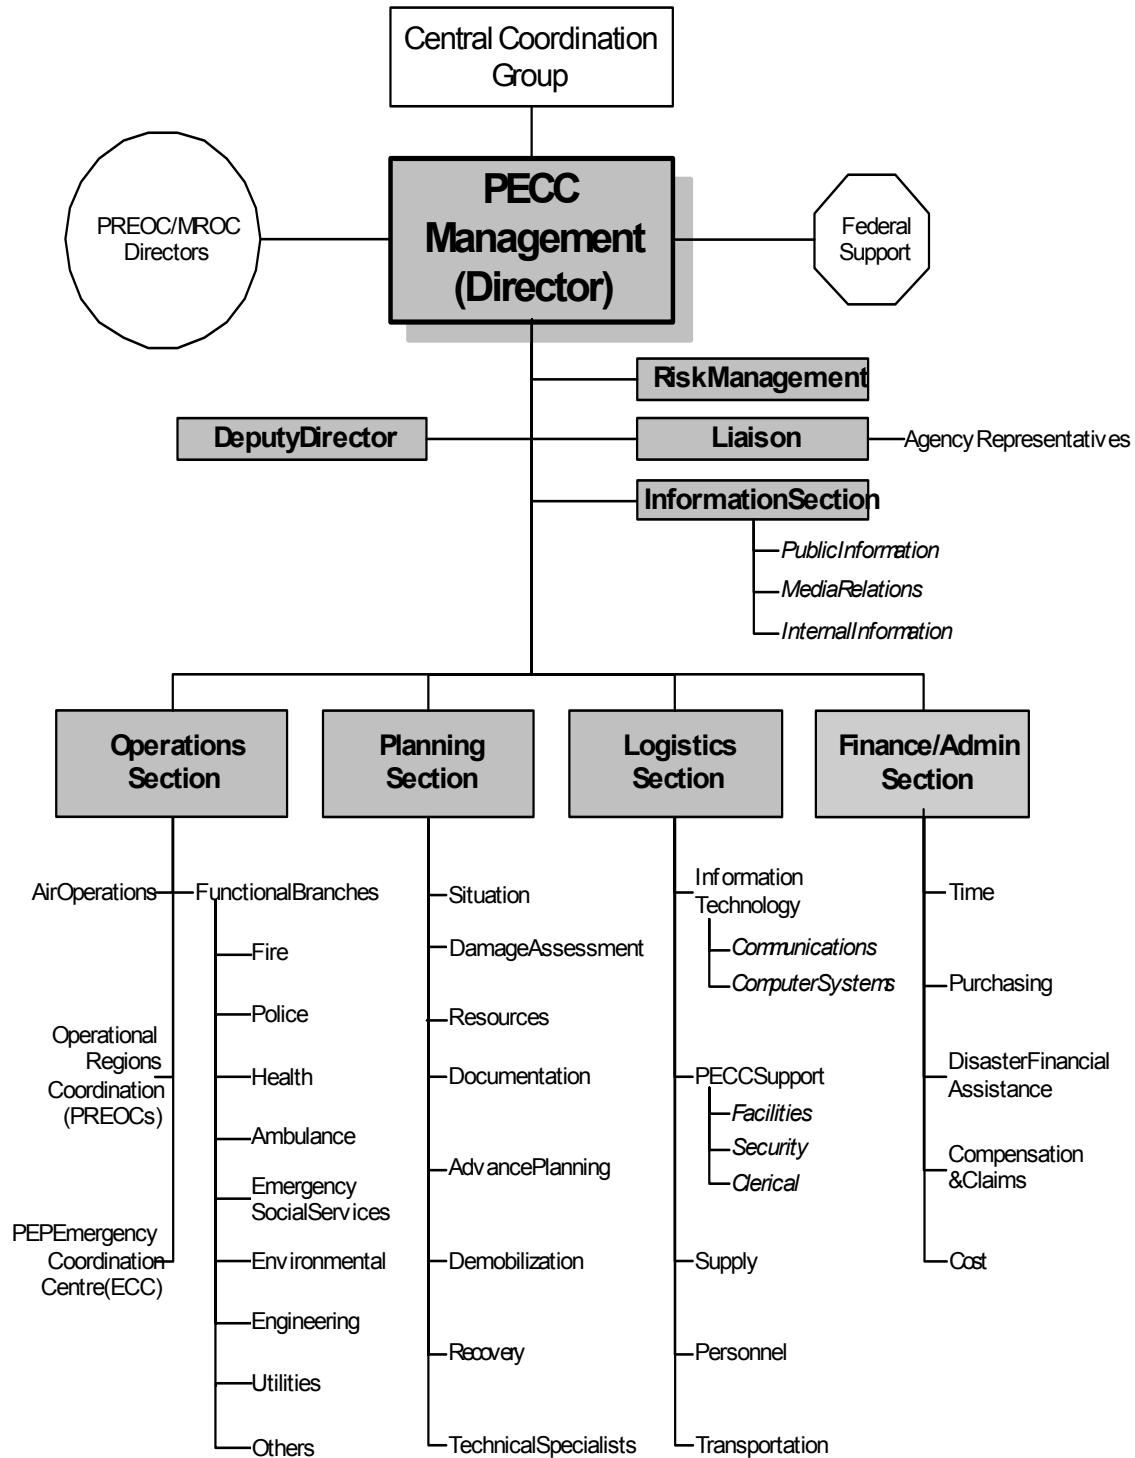 Central Coordination
Group
PECC
Management
(Director)
PREOC/MROC
Directors
Federal
Support
RiskManagement
DeputyDirector
Liaison
Agency Representatives
InformationSection
PublicInformation
MediaRelations
InternalInformation
Operations
Section
Planning
Section
Logistics
Section
Finance/Admin
Section
AirOperations
Operational
Regions
Coordination
(PREOCs)
PEPEmergency
Coordination
Centre(ECC)
FunctionalBranches
Fire
Police
Health
Ambulance
Emergency
SocialServices
Environmental
Engineering
Utilities
Others
Situation
DamageAssessment
Resources
Documentation
AdvancePlanning
Demobilization
Recovery
TechnicalSpecialists
Information
Technology
Communications
ComputerSystems
PECCSupport
Facilities
Security
Clerical
Supply
Personnel
Transportation
Time
Purchasing
DisasterFinancial
Assistance
Compensation
&Claims
Cost